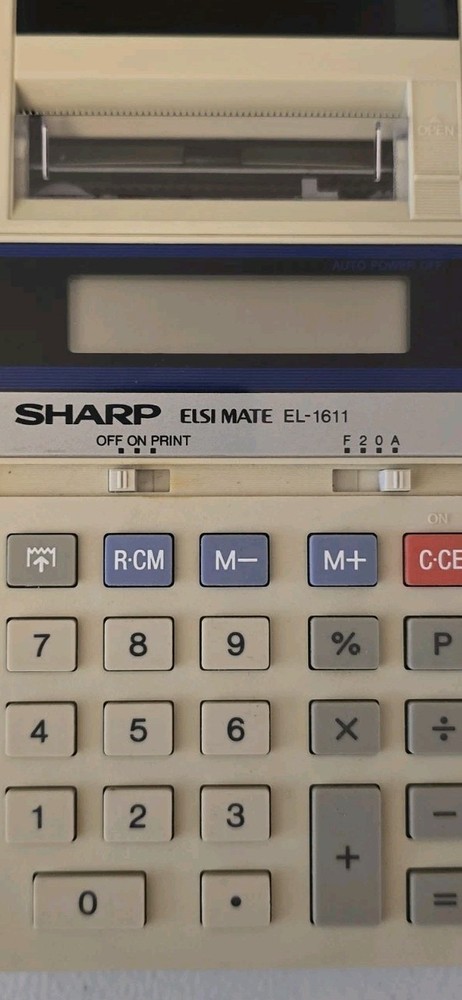 OPEN
AUTO POWER OFF
SHARP ELSI MATE EL-1611
OFF ON PRINT F 2 0 A
ON
R·CM M− M+ C·CE
7 8 9 % P
4 5 6 × ÷
1 2 3 −
+
0 • =